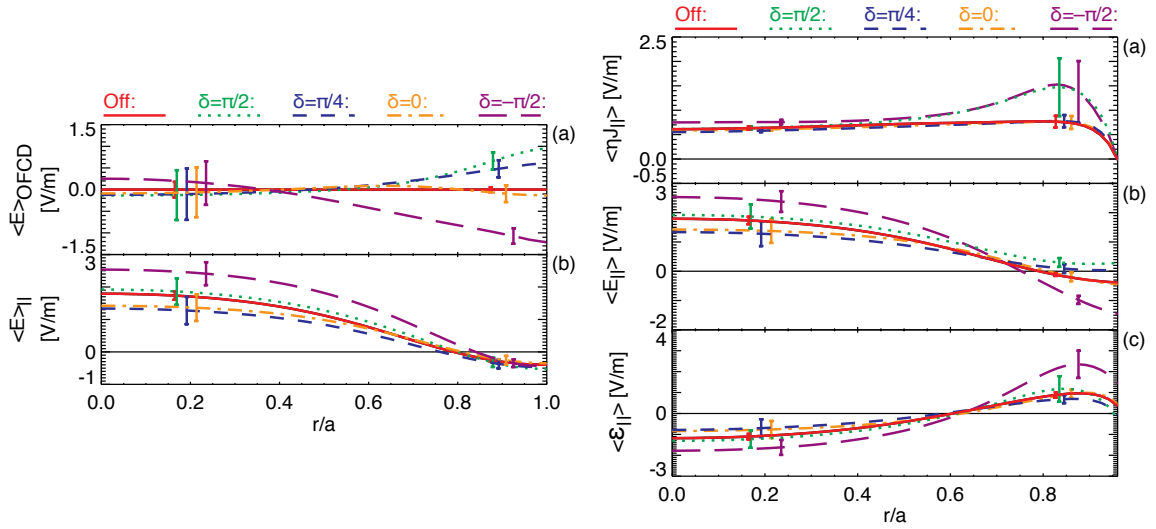 Off: δ=π/2: δ=π/4: δ=0: δ=−π/2:
(a)
1.5
0.0
-1.5
<E>OFCD
[V/m]
(b)
3
0
-1
<E>||
[V/m]
0.0 0.2 0.4 0.6 0.8 1.0
r/a
Off: δ=π/2: δ=π/4: δ=0: δ=−π/2:
(a)
2.5
0.0
-0.5
<ηJ||> [V/m]
(b)
3
0
-2
<E||> [V/m]
(c)
4
0
-3
<ε||> [V/m]
0.0 0.2 0.4 0.6 0.8
r/a